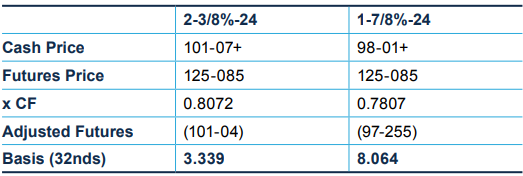 2-3/8%-24 1-7/8%-24
Cash Price 101-07+ 98-01+
Futures Price 125-085 125-085
x CF 0.8072 0.7807
Adjusted Futures (101-04) (97-255)
Basis (32nds) 3.339 8.064